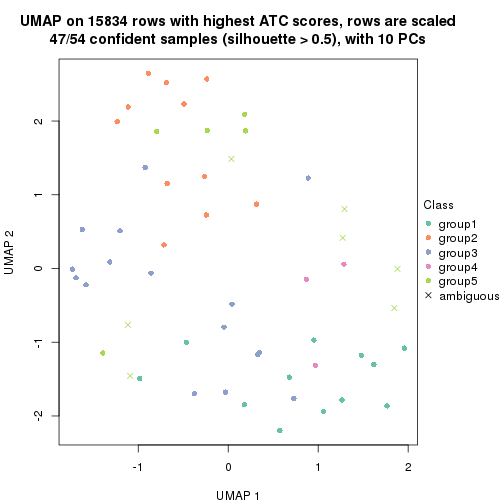 UMAP on 15834 rows with highest ATC scores, rows are scaled
47/54 confident samples (silhouette > 0.5), with 10 PCs
2
1
0
-1
-2
UMAP 2
-1
0
1
2
UMAP 1
Class
group1
group2
group3
group4
group5
ambiguous